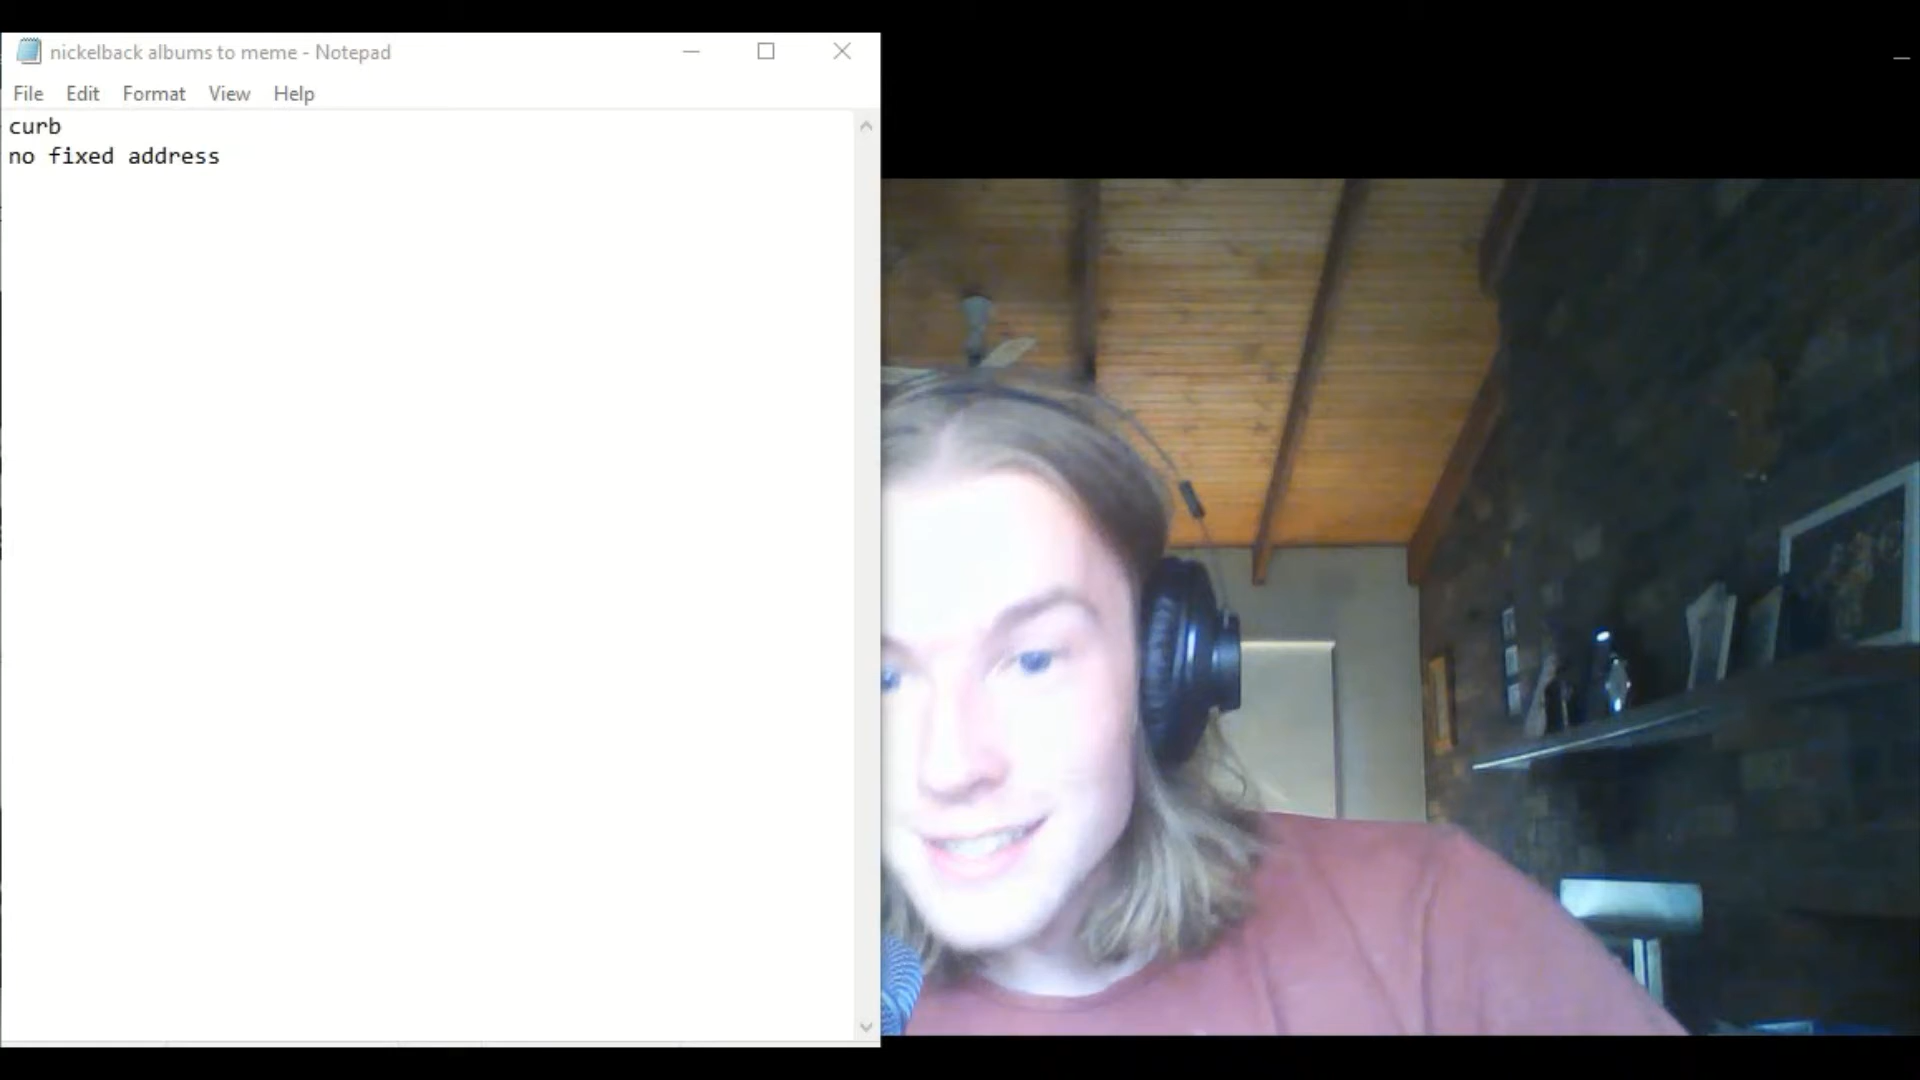 nickelback albums to meme - Notepad
File Edit Format View Help
curb
no fixed address